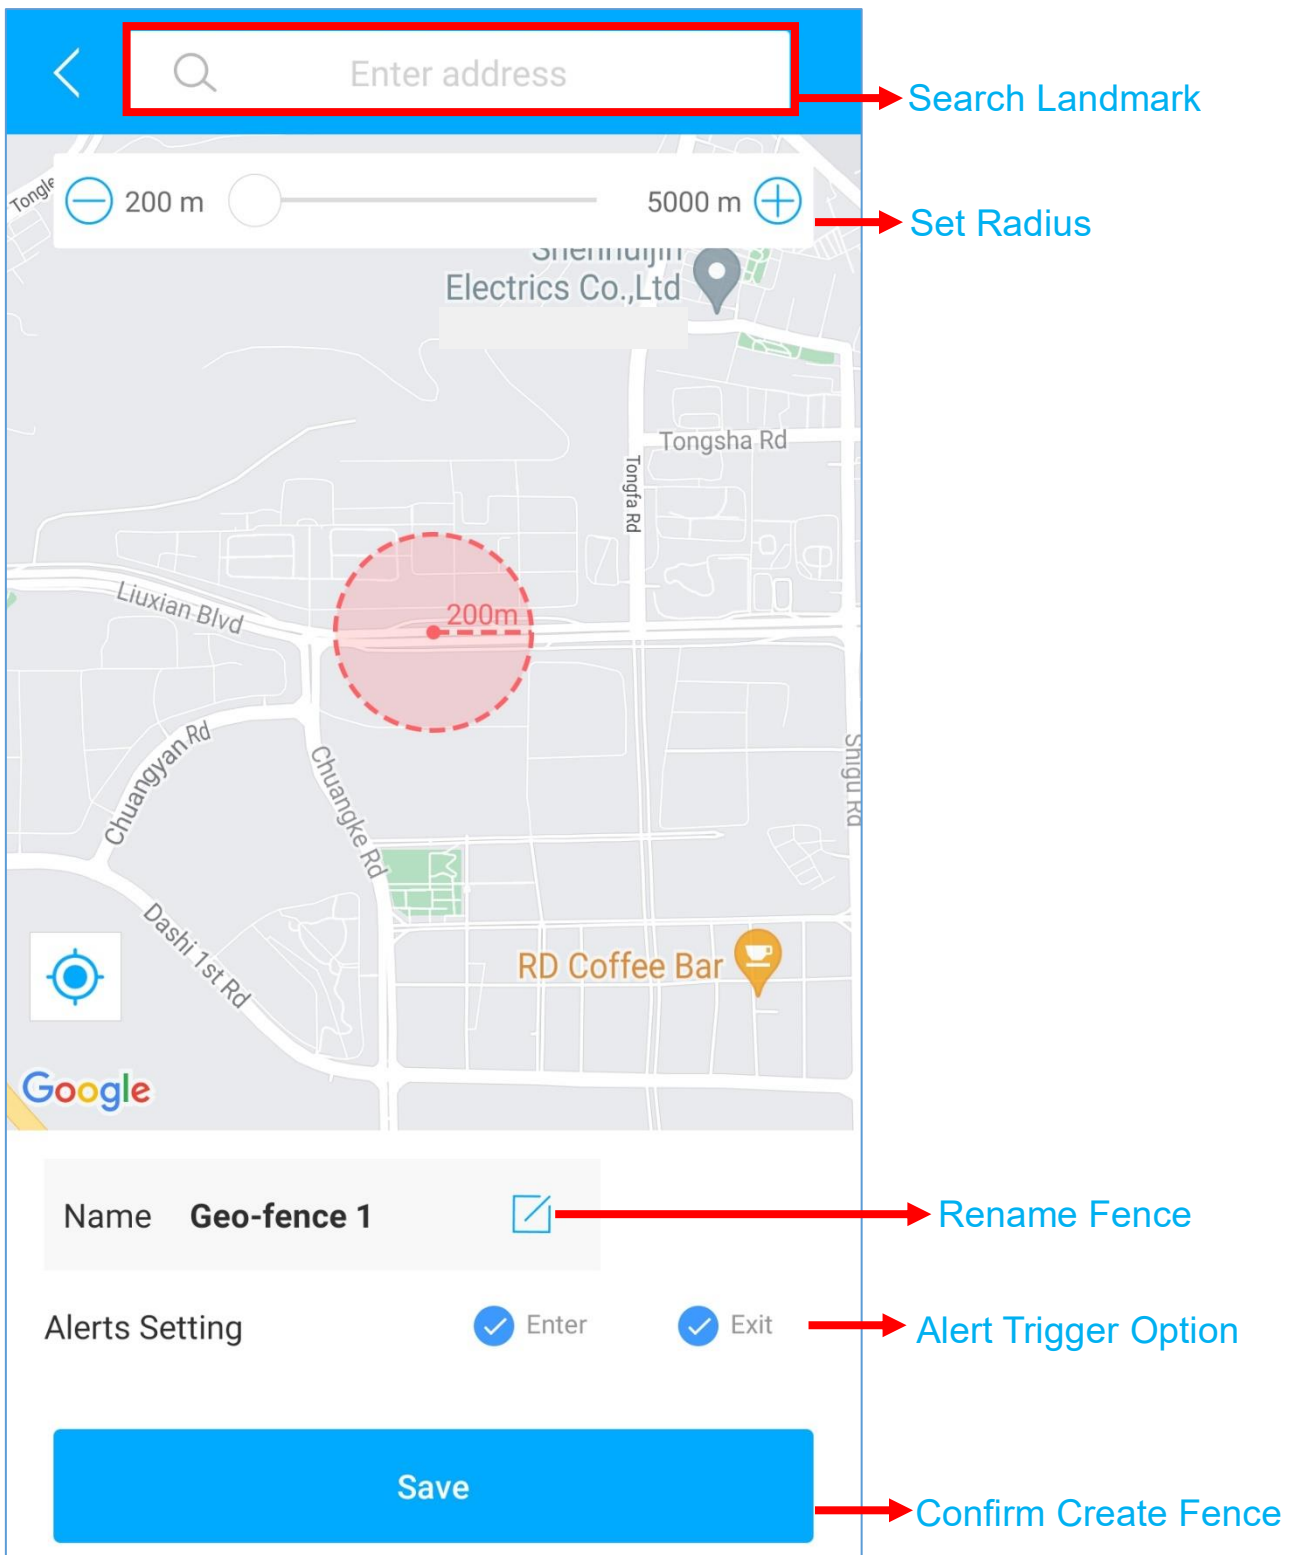 Enter address
Search Landmark
200 m
5000 m
Set Radius
Shenhuijin
Electrics Co.,Ltd
Tongsha Rd
Tongfa Rd
200m
Liuxian Blvd
Chuangyan Rd
Chuangke Rd
Shigu Rd
Dashi 1st Rd
RD Coffee Bar
Google
Name Geo-fence 1
Rename Fence
Alerts Setting
Enter
Exit
Alert Trigger Option
Save
Confirm Create Fence